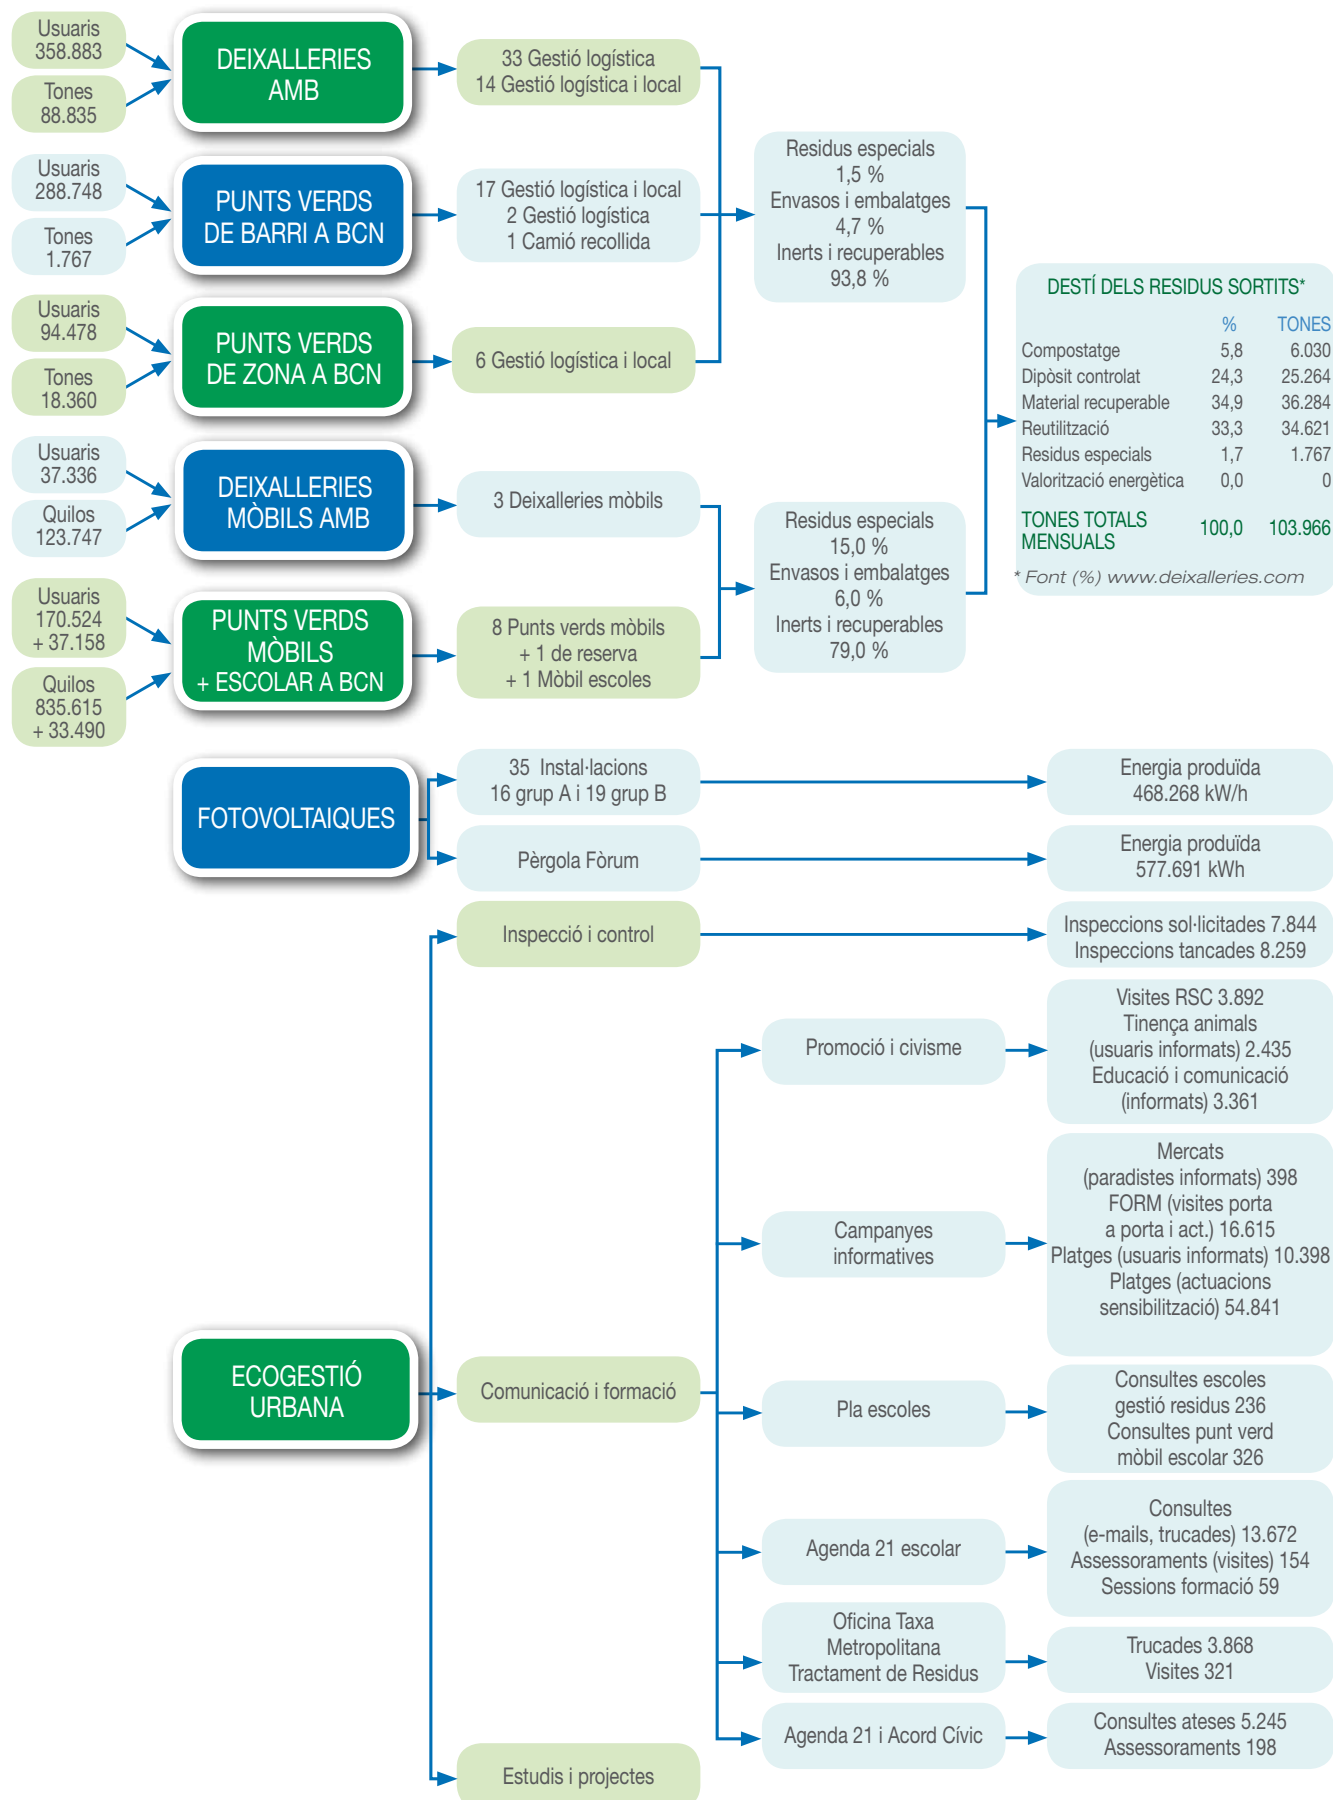 Usuaris
358.883
Tones
88.835
DEIXALLERIES
AMB
33 Gestió logística
14 Gestió logística i local
Usuaris
288.748
Tones
1.767
PUNTS VERDS
DE BARRI A BCN
17 Gestió logística i local
2 Gestió logística
1 Camió recollida
Usuaris
94.478
Tones
18.360
PUNTS VERDS
DE ZONA A BCN
6 Gestió logística i local
Residus especials
1,5 %
Envasos i embalatges
4,7 %
Inerts i recuperables
93,8 %
Usuaris
37.336
Quilos
123.747
DEIXALLERIES
MÒBILS AMB
3 Deixalleries mòbils
Usuaris
170.524
+ 37.158
Quilos
835.615
+ 33.490
PUNTS VERDS
MÒBILS
+ ESCOLAR A BCN
8 Punts verds mòbils
+ 1 de reserva
+ 1 Mòbil escoles
Residus especials
15,0 %
Envasos i embalatges
6,0 %
Inerts i recuperables
79,0 %
DESTÍ DELS RESIDUS SORTITS*
% TONES
Compostatge 5,8 6.030
Dipòsit controlat 24,3 25.264
Material recuperable 34,9 36.284
Reutilització 33,3 34.621
Residus especials 1,7 1.767
Valorització energètica 0,0 0
TONES TOTALS
MENSUALS 100,0 103.966
* Font (%) www.deixalleries.com
FOTOVOLTAIQUES
35 Instal·lacions
16 grup A i 19 grup B
Energia produïda
468.268 kW/h
Pèrgola Fòrum
Energia produïda
577.691 kWh
ECOGESTIÓ
URBANA
Inspecció i control
Inspeccions sol·licitades 7.844
Inspeccions tancades 8.259
Comunicació i formació
Promoció i civisme
Visites RSC 3.892
Tinença animals
(usuaris informats) 2.435
Educació i comunicació
(informats) 3.361
Campanyes
informatives
Mercats
(paradistes informats) 398
FORM (visites porta
a porta i act.) 16.615
Platges (usuaris informats) 10.398
Platges (actuacions
sensibilització) 54.841
Pla escoles
Consultes escoles
gestió residus 236
Consultes punt verd
mòbil escolar 326
Agenda 21 escolar
Consultes
(e-mails, trucades) 13.672
Assessoraments (visites) 154
Sessions formació 59
Oficina Taxa
Metropolitana
Tractament de Residus
Trucades 3.868
Visites 321
Agenda 21 i Acord Cívic
Consultes ateses 5.245
Assessoraments 198
Estudis i projectes